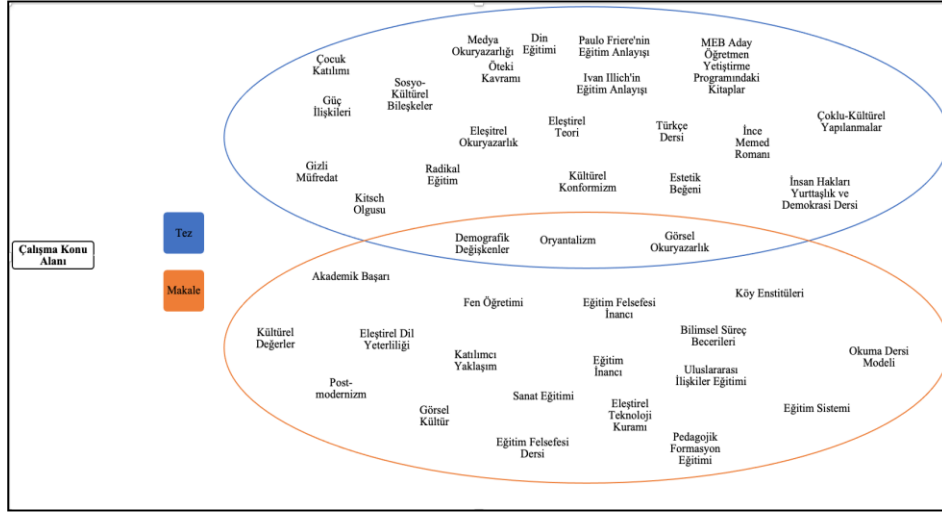 Medya
Okuryazarlığı
Öteki
Kavramı
Din
Eğitimi
Paulo Friere'nin
Eğitim Anlayışı
MEB Aday
Öğretmen
Yetiştirme
Programındaki
Kitaplar
Çocuk
Katılımı
Sosyo-
Kültürel
Bileşkeler
Ivan Illich'in
Eğitim Anlayışı
Güç
İlişkileri
Çoklu-Kültürel
Yapılanmalar
Eleşitrel
Okuryazarlık
Eleştirel
Teori
Türkçe
Dersi
İnce
Memed
Romanı
Gizli
Müfredat
Radikal
Eğitim
Kültürel
Konformizm
Estetik
Beğeni
İnsan Hakları
Yurttaşlık ve
Demokrasi Dersi
Kitsch
Olgusu
Tez
Demografik
Değişkenler
Oryantalizm
Görsel
Okuryazarlık
Çalışma Konu
Alanı
Makale
Akademik Başarı
Fen Öğretimi
Eğitim Felsefesi
İnancı
Köy Enstitüleri
Kültürel
Değerler
Eleştirel Dil
Yeterliliği
Katılımcı
Yaklaşım
Eğitim
İnancı
Bilimsel Süreç
Becerileri
Okuma Dersi
Modeli
Uluslararası
İlişkiler Eğitimi
Post-
modernizm
Sanat Eğitimi
Görsel
Kültür
Eleştirel
Teknoloji
Kuramı
Eğitim Sistemi
Eğitim Felsefesi
Dersi
Pedagojik
Formasyon
Eğitimi